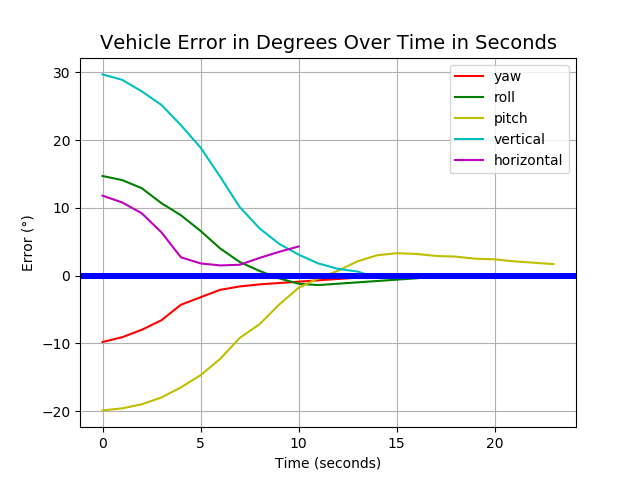 Vehicle Error in Degrees Over Time in Seconds
yaw
roll
pitch
vertical
horizontal
30
20
10
0
−10
−20
Error (°)
0 5 10 15 20
Time (seconds)